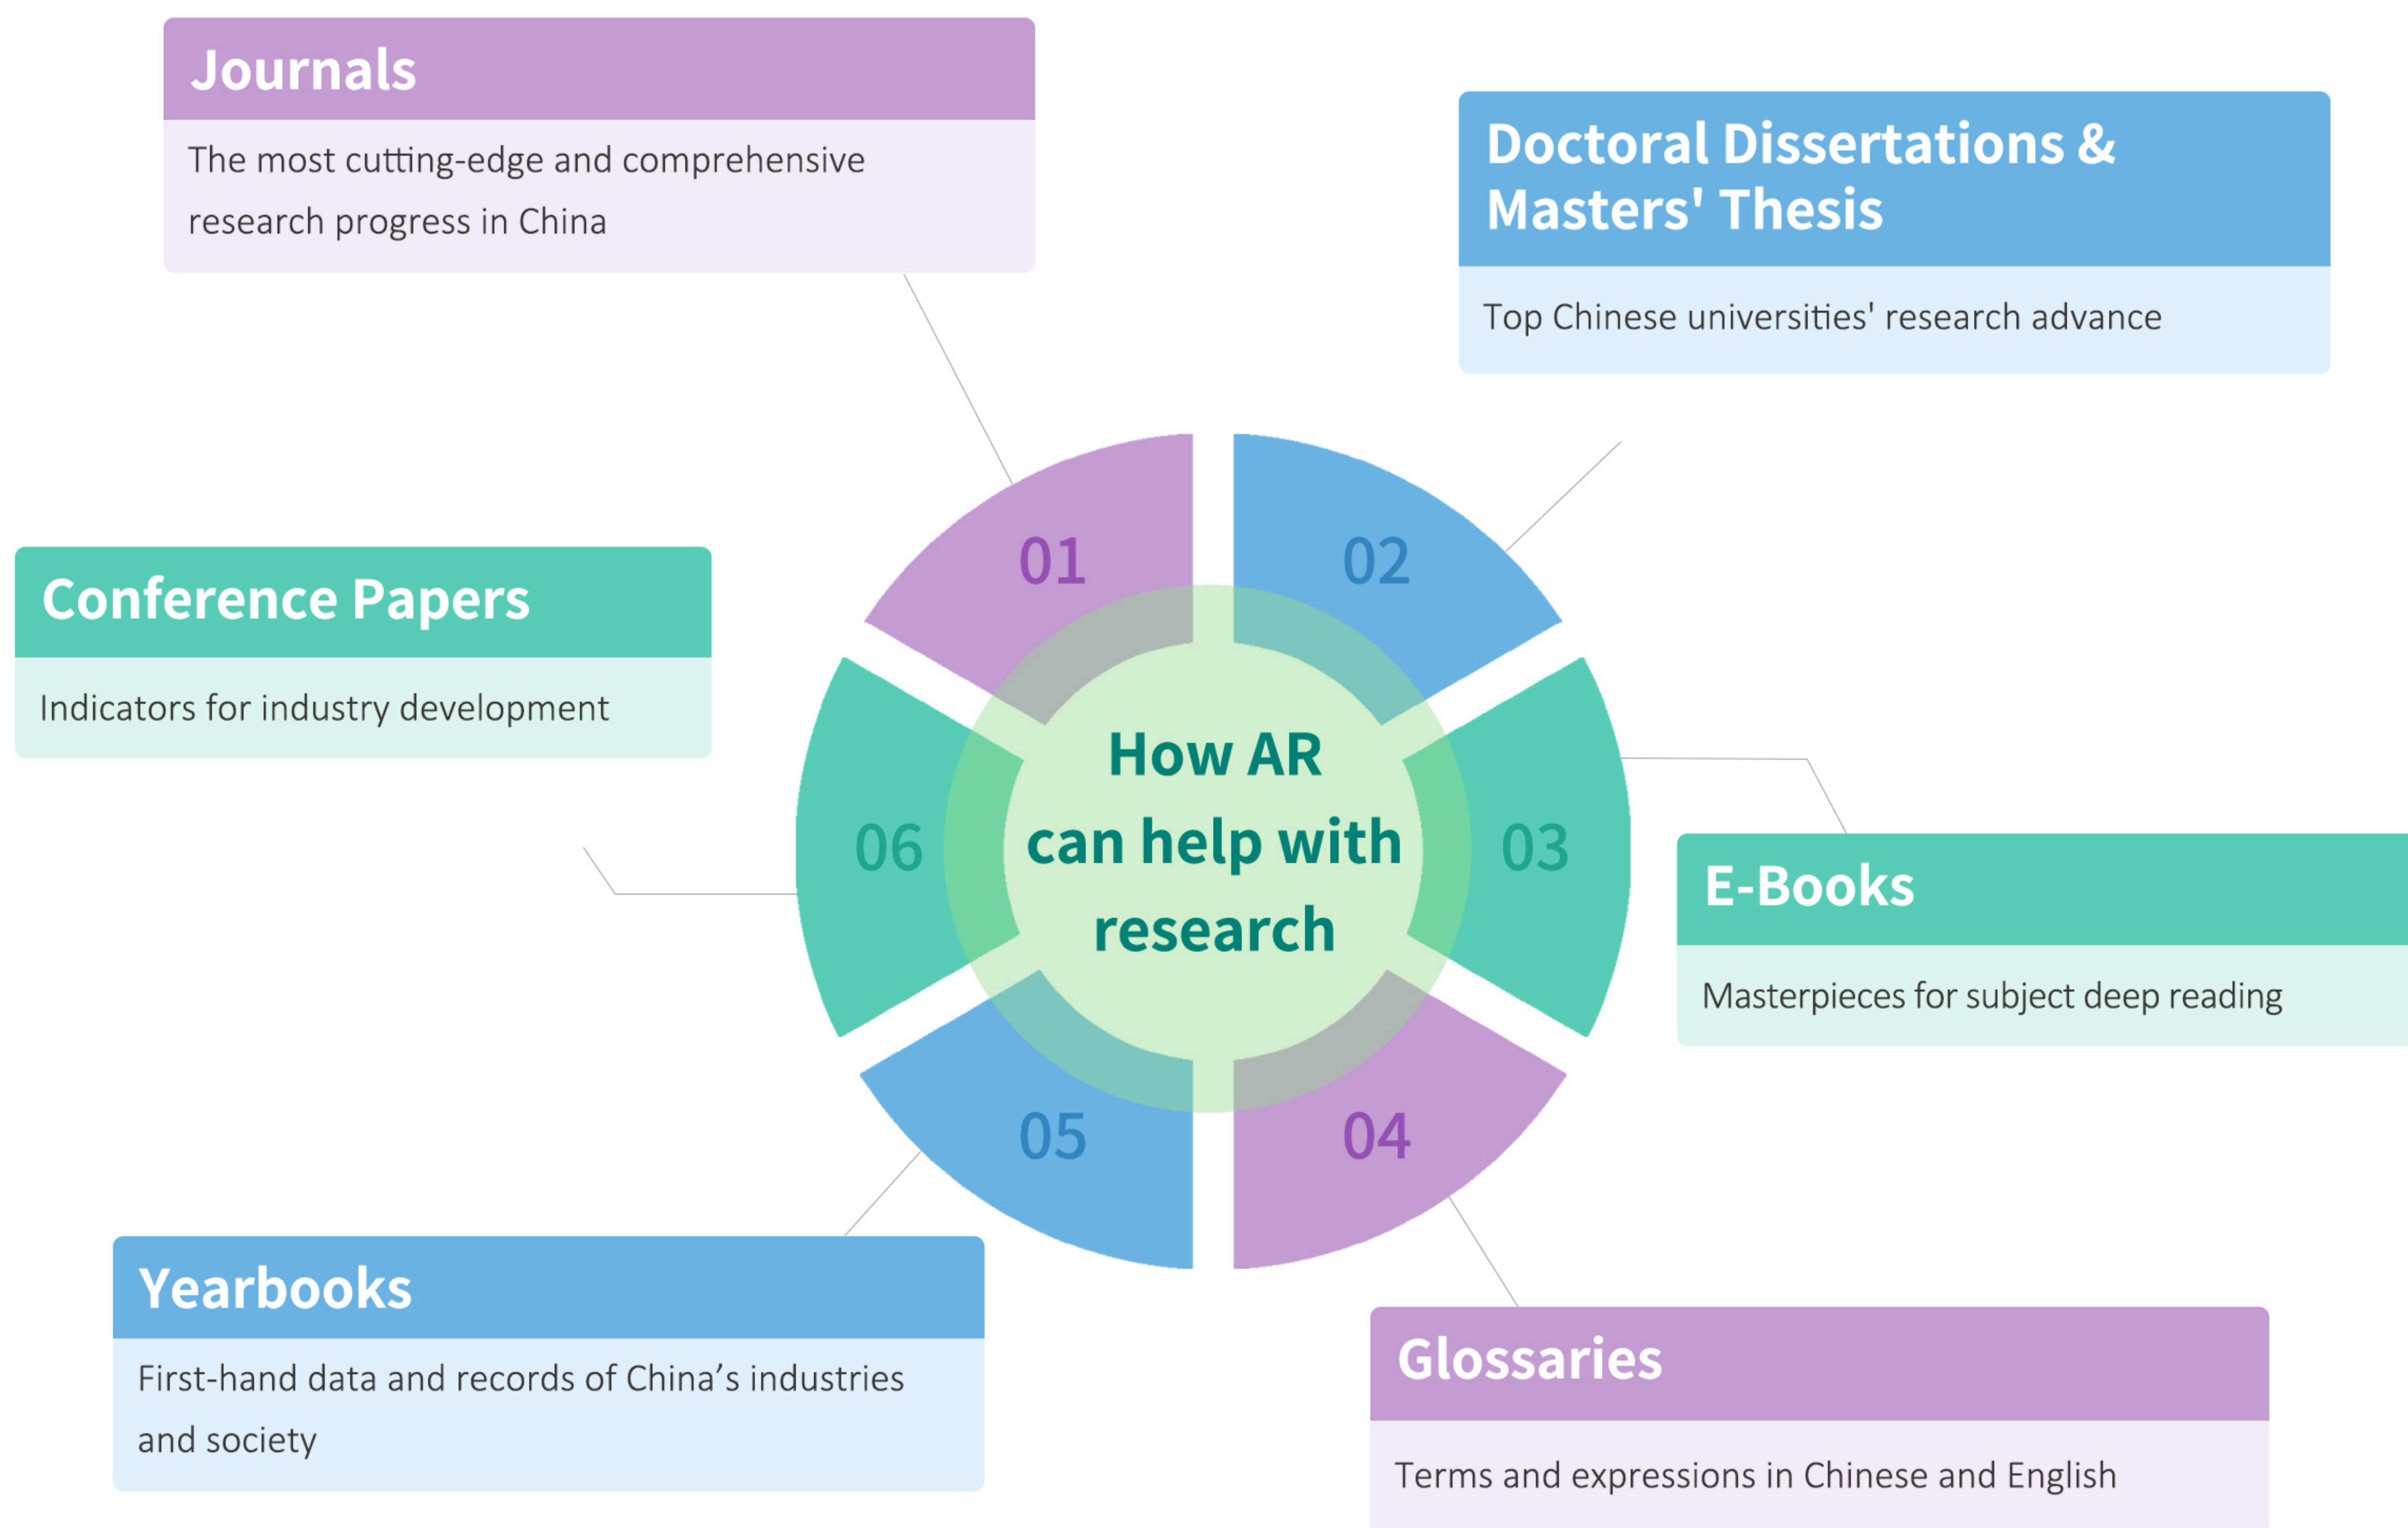 Journals
The most cutting-edge and comprehensive
research progress in China
Doctoral Dissertations &
Masters' Thesis
Top Chinese universities' research advance
01
02
Conference Papers
Indicators for industry development
How AR
can help with
research
06
03
E-Books
Masterpieces for subject deep reading
05
04
Yearbooks
First-hand data and records of China’s industries
and society
Glossaries
Terms and expressions in Chinese and English